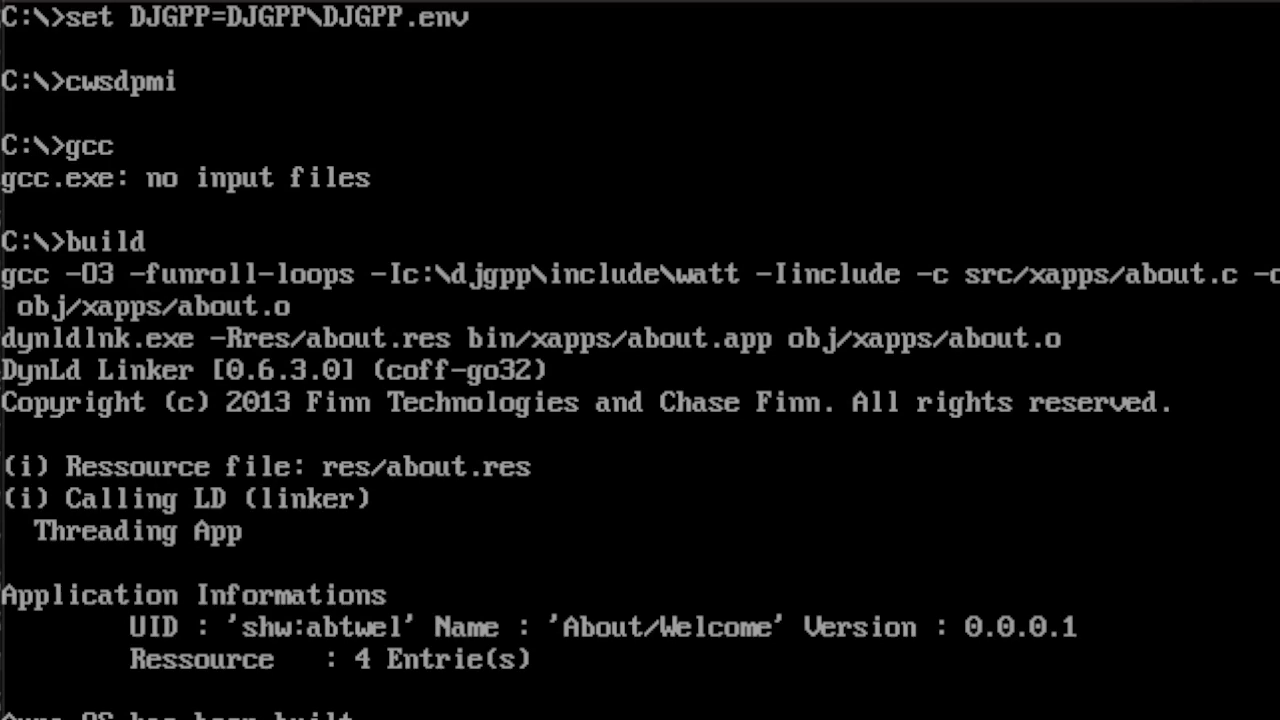 C:\>set DJGPP=DJGPP\DJGPP.env
C:\>cwsdpmi
C:\>gcc
gcc.exe: no input files
C:\>build
gcc -O3 -funroll-loops -Ic:\djgpp\include\watt -Iinclude -c src/xapps/about.c
obj/xapps/about.o
dynldlnk.exe -Rres/about.res bin/xapps/about.app obj/xapps/about.o
DynLd Linker [0.6.3.0] (coff-go32)
Copyright (c) 2013 Finn Technologies and Chase Finn. All rights reserved.
(i) Ressource file: res/about.res
(i) Calling LD (linker)
Threading App
Application Informations
UID : 'shw:abtwel' Name : 'About/Welcome' Version : 0.0.0.1
Ressource : 4 Entrie(s)
OS has been built